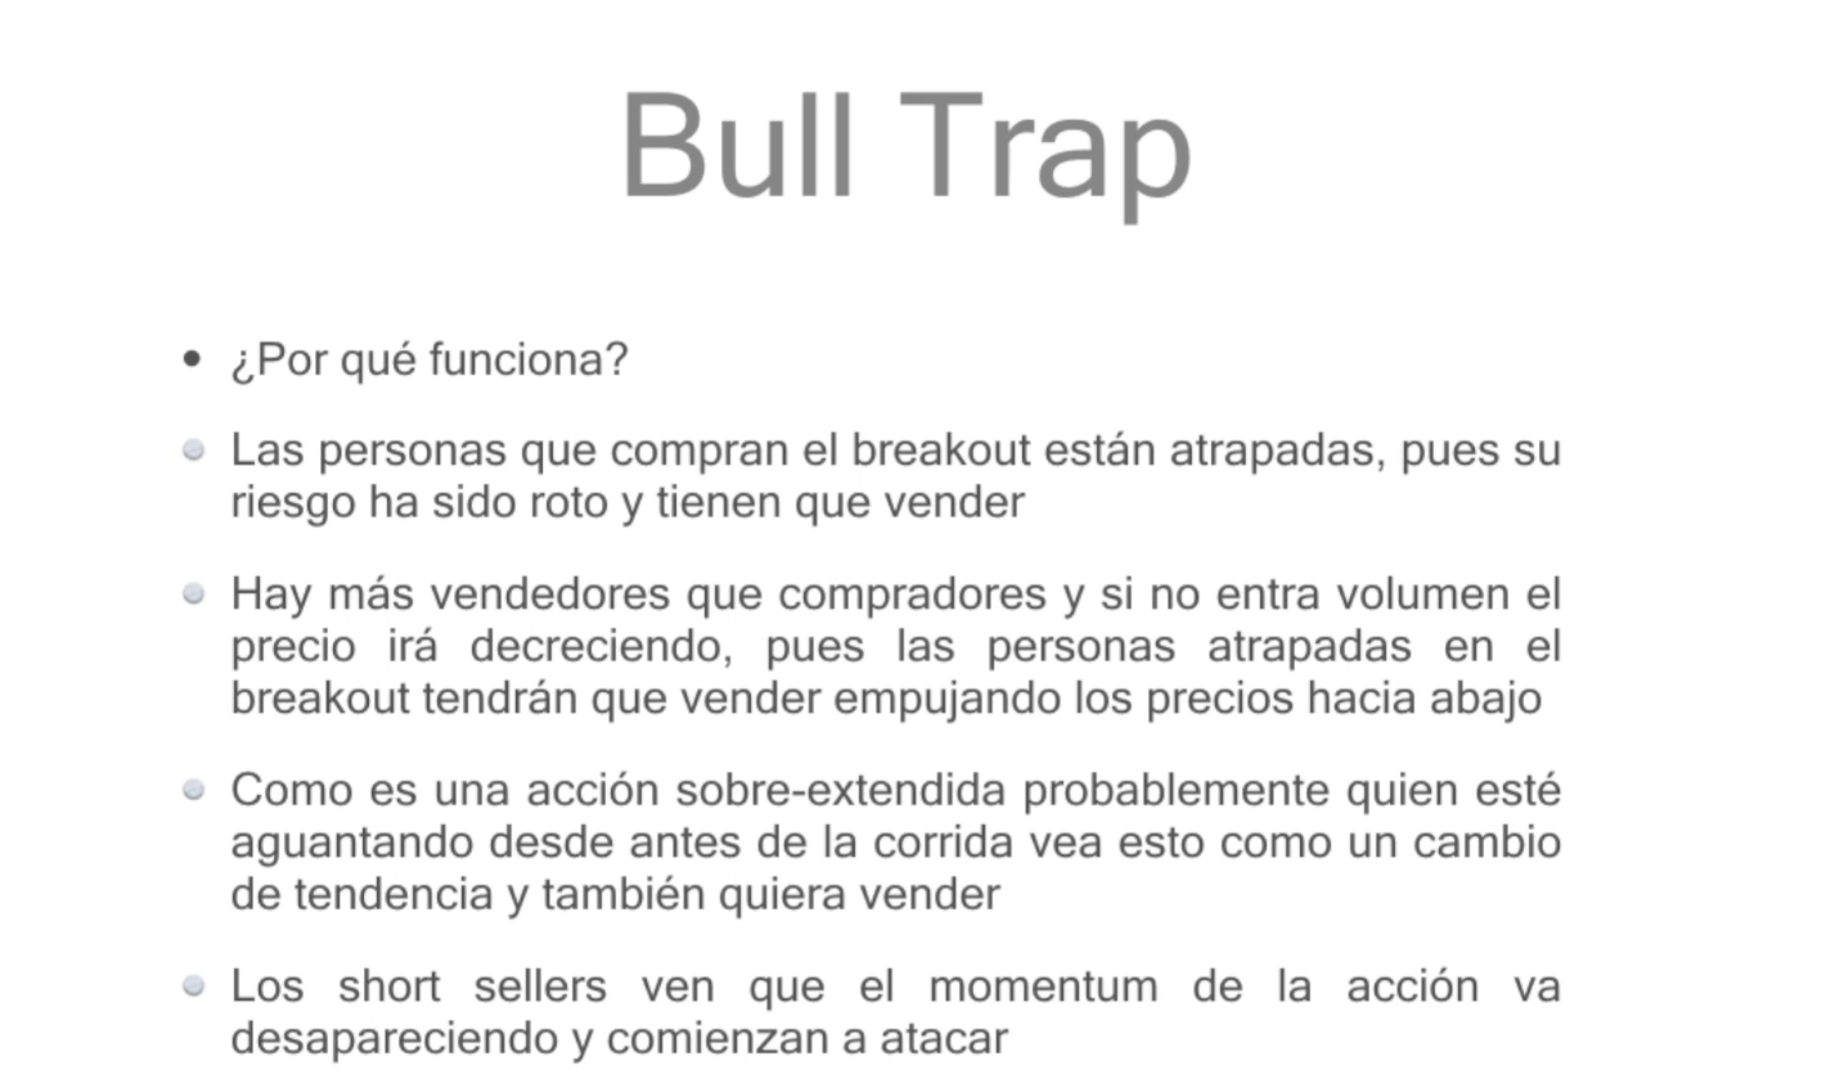 Bull Trap
¿Por qué funciona?
Las personas que compran el breakout están atrapadas, pues su
riesgo ha sido roto y tienen que vender
Hay más vendedores que compradores y si no entra volumen el
precio irá decreciendo, pues las personas atrapadas en el
breakout tendrán que vender empujando los precios hacia abajo
Como es una acción sobre-extendida probablemente quien esté
aguantando desde antes de la corrida vea esto como un cambio
de tendencia y también quiera vender
Los short sellers ven que el momentum de la acción va
desapareciendo y comienzan a atacar